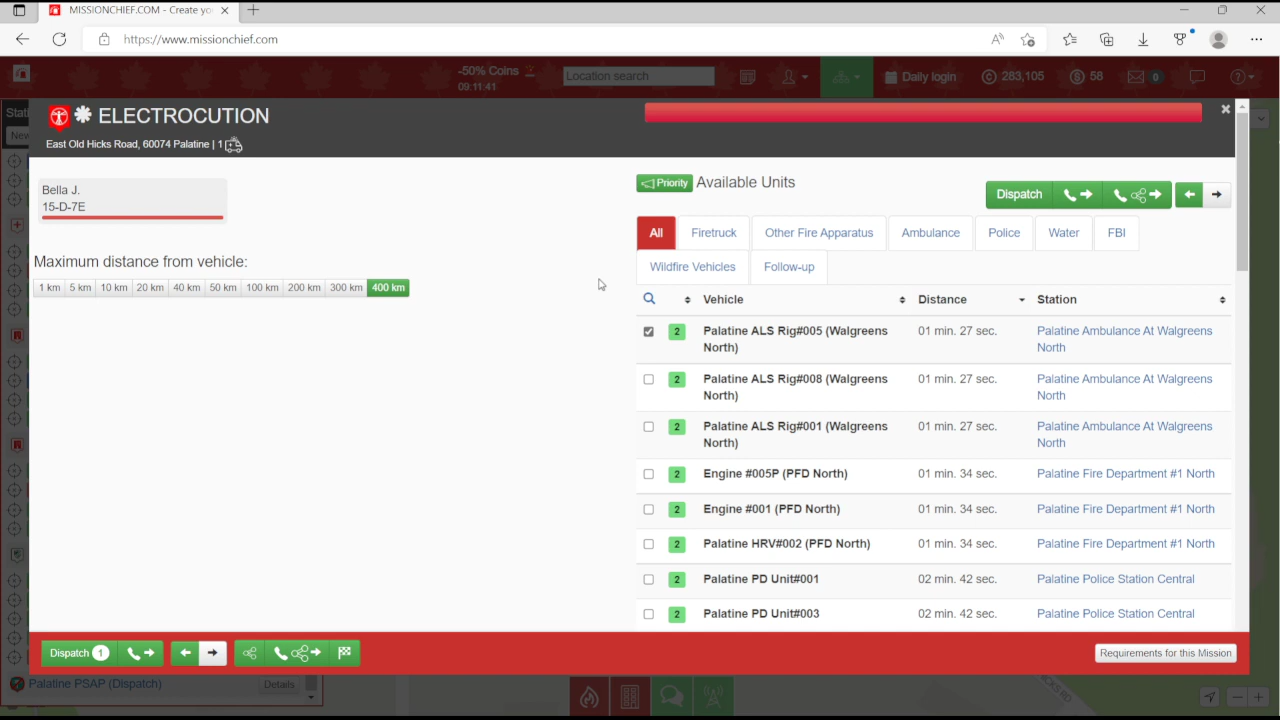 MISSIONCHIEF.COM - Create yo
https://www.missionchief.com
-50% Coins
09:11:41
Location search
Daily login
283,105
58
0
Stati
New
ELECTROCUTION
East Old Hicks Road, 60074 Palatine | 1
Bella J.
15-D-7E
Maximum distance from vehicle:
1 km 5 km 10 km 20 km 40 km 50 km 100 km 200 km 300 km 400 km
Priority Available Units
Dispatch
All Firetruck Other Fire Apparatus Ambulance Police Water FBI
Wildfire Vehicles Follow-up
Vehicle Distance Station
2 Palatine ALS Rig#005 (Walgreens North) 01 min. 27 sec. Palatine Ambulance At Walgreens North
2 Palatine ALS Rig#008 (Walgreens North) 01 min. 27 sec. Palatine Ambulance At Walgreens North
2 Palatine ALS Rig#001 (Walgreens North) 01 min. 27 sec. Palatine Ambulance At Walgreens North
2 Engine #005P (PFD North) 01 min. 34 sec. Palatine Fire Department #1 North
2 Engine #001 (PFD North) 01 min. 34 sec. Palatine Fire Department #1 North
2 Palatine HRV#002 (PFD North) 01 min. 34 sec. Palatine Fire Department #1 North
2 Palatine PD Unit#001 02 min. 42 sec. Palatine Police Station Central
2 Palatine PD Unit#003 02 min. 42 sec. Palatine Police Station Central
Dispatch 1
Requirements for this Mission
Palatine PSAP (Dispatch) Details